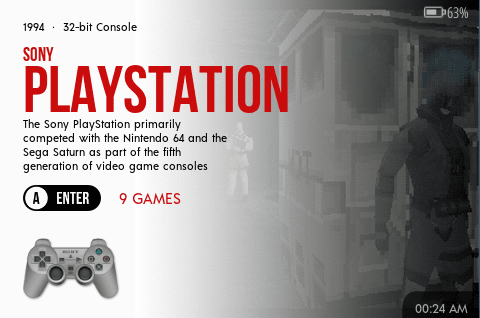 63%
1994 · 32-bit Console
SONY
PLAYSTATION
The Sony PlayStation primarily
competed with the Nintendo 64 and the
Sega Saturn as part of the fifth
generation of video game consoles
A ENTER 9 GAMES
00:24 AM